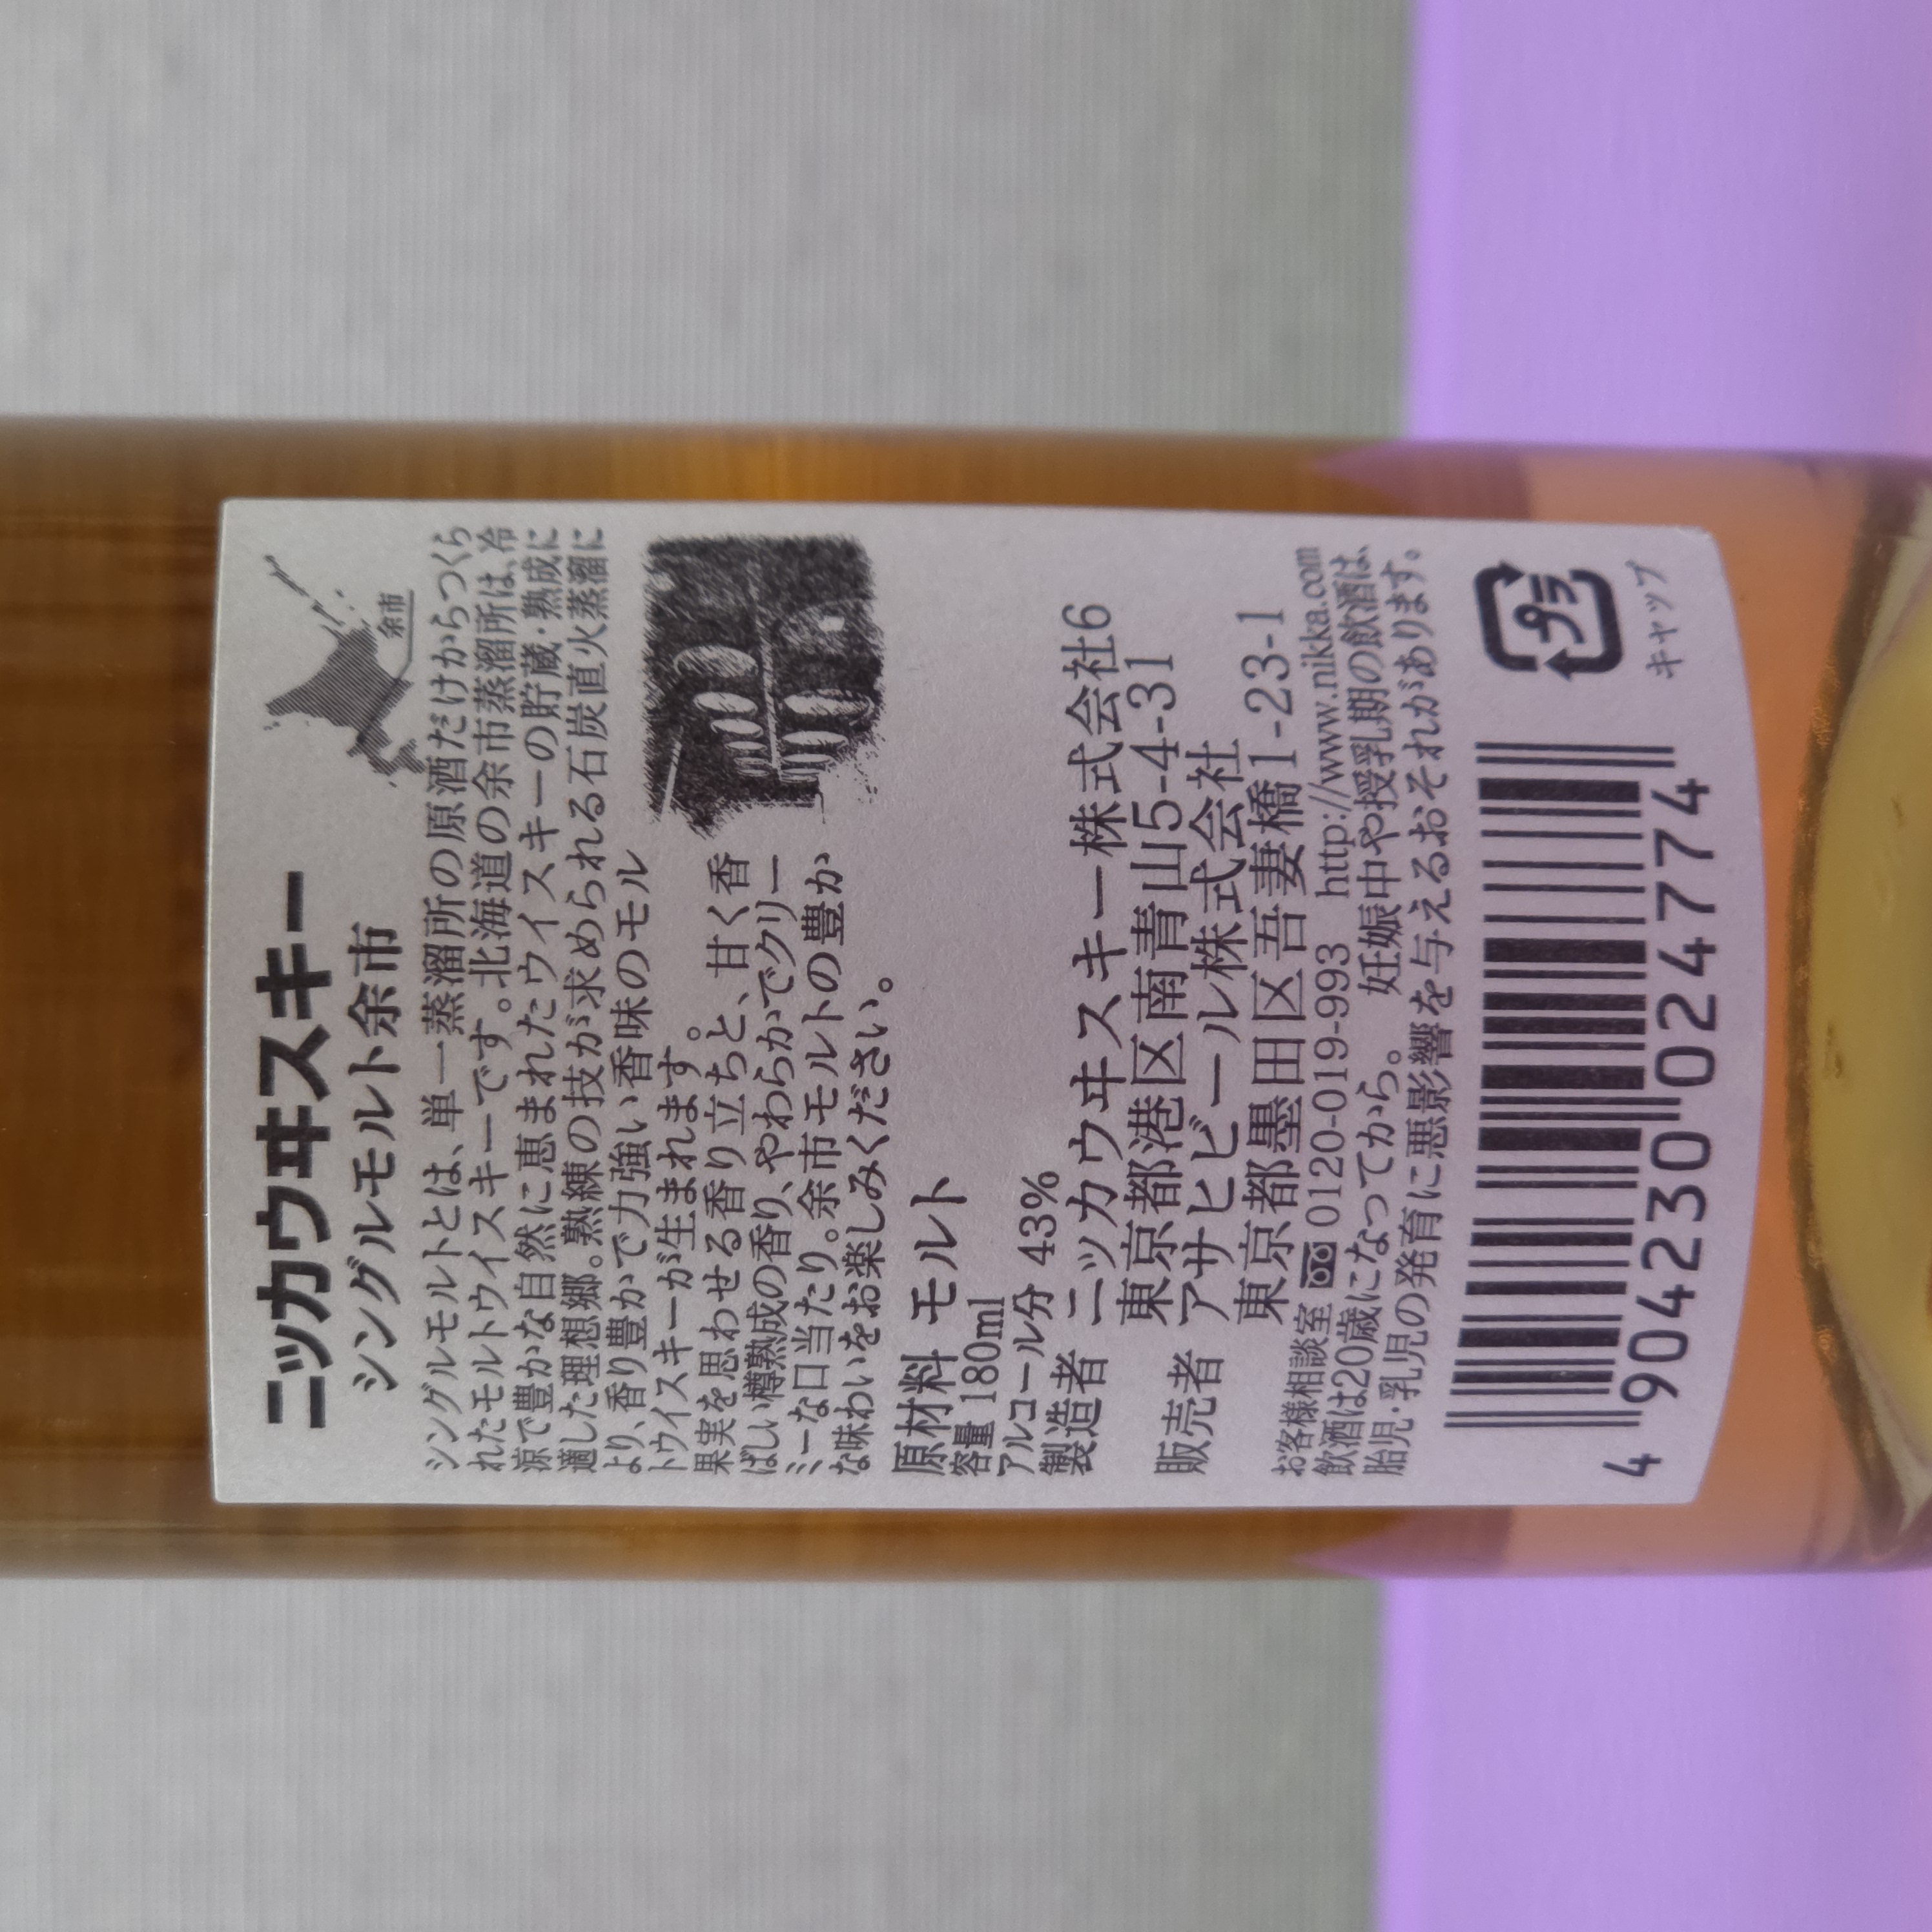 ニッカウヰスキー
シングルモルト余市
余市
シングルモルトとは、単一蒸溜所の原酒だけからつくら
れたモルトウイスキーです。北海道の余市蒸溜所は、冷
涼で豊かな自然に恵まれたウイスキーの貯蔵・熟成に
適した理想郷。熟練の技が求められる石炭直火蒸溜に
より、香り豊かで力強い香味のモル
トウイスキーが生まれます。
果実を思わせる香り立ちと、甘く香
ばしい樽熟成の香り、やわらかでクリー
ミーな口当たり。余市モルトの豊か
な味わいをお楽しみください。
原材料 モルト
容量 180ml
アルコール分 43%
製造者 ニッカウヰスキー株式会社6
東京都港区南青山5-4-31
販売者 アサヒビール株式会社
東京都墨田区吾妻橋1-23-1
お客様相談室 0120-019-993 http://www.nikka.com
飲酒は20歳になってから。 妊娠中や授乳期の飲酒は、
胎児・乳児の発育に悪影響を与えるおそれがあります。
プラ
キャップ
4 904230 024774